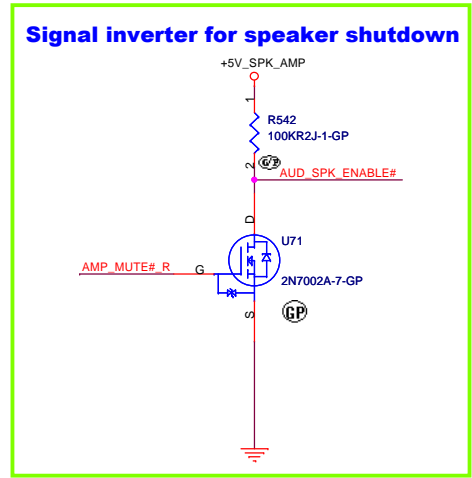 Signal inverter for speaker shutdown
+5V_SPK_AMP
1
R542
100KR2J-1-GP
2
GP
AUD_SPK_ENABLE#
D
U71
AMP_MUTE#_R
G
2N7002A-7-GP
S
GP